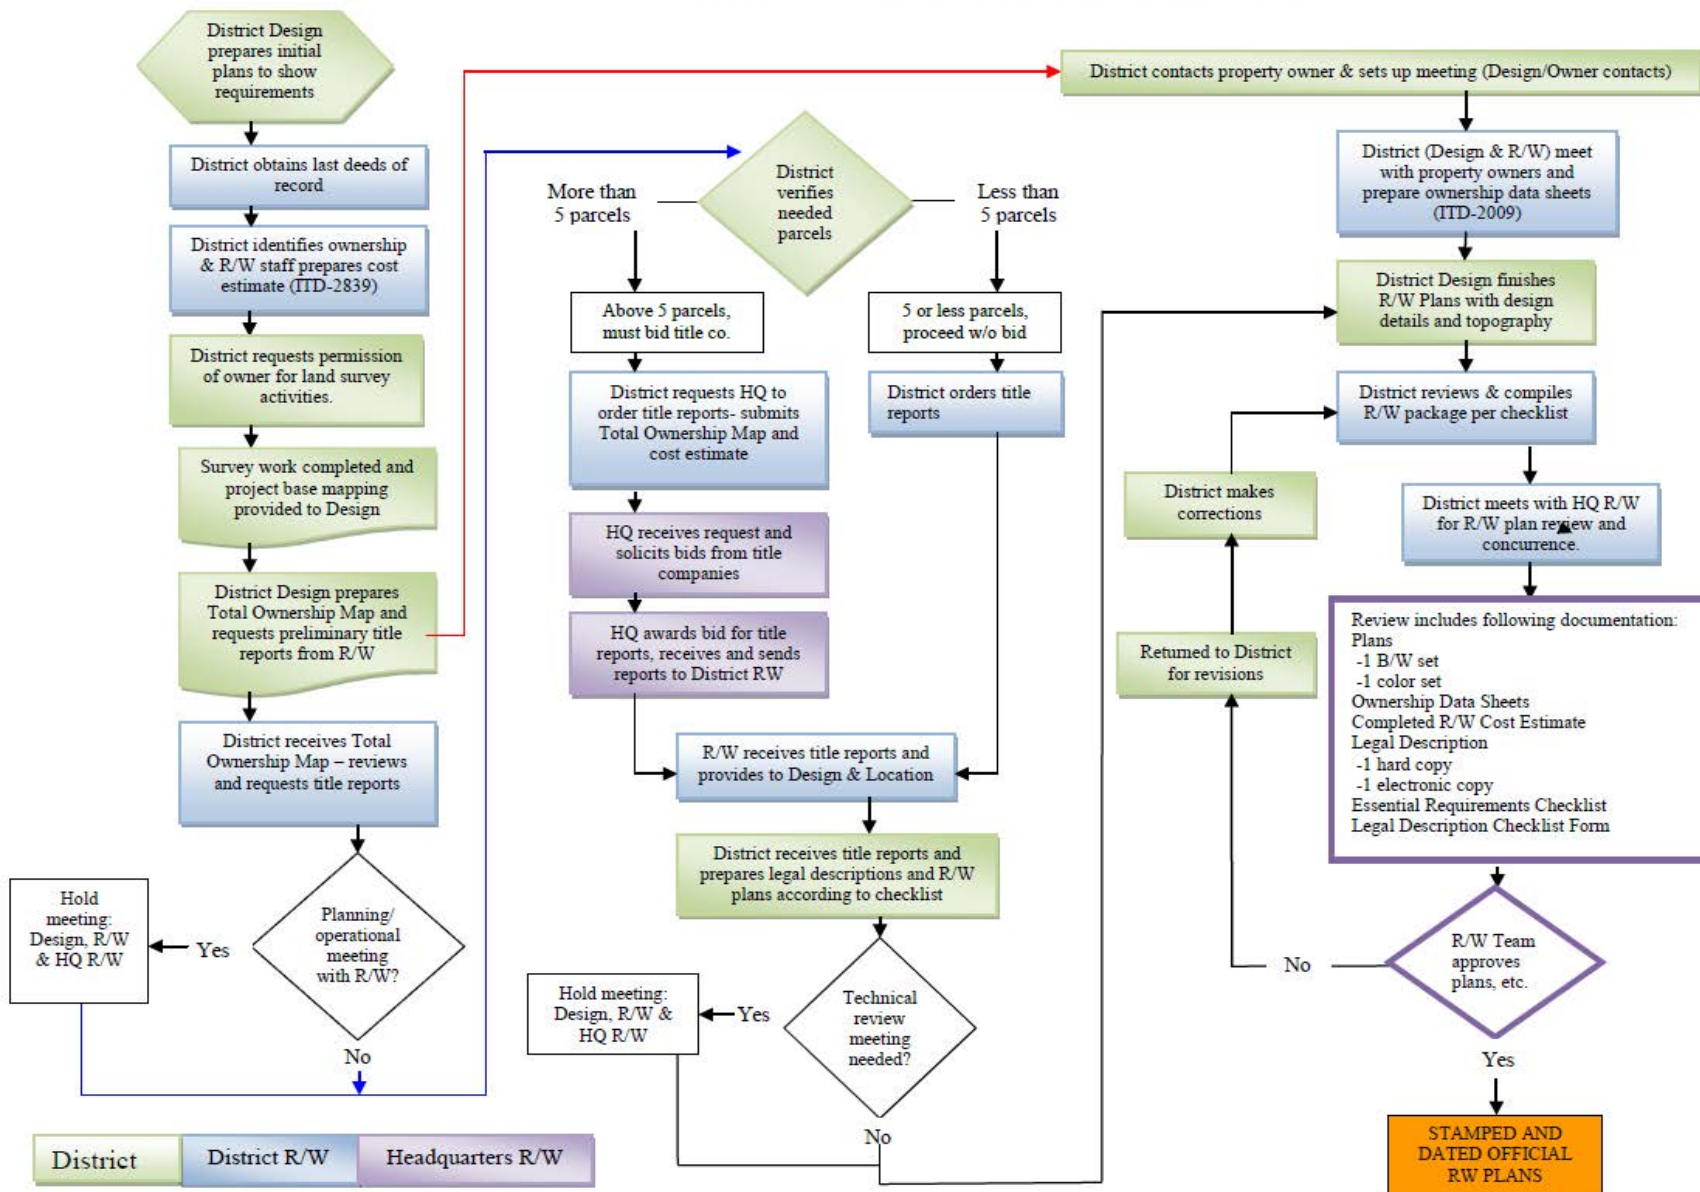 District Design
prepares initial
plans to show
requirements
District obtains last deeds of
record
District identifies ownership
& R/W staff prepares cost
estimate (ITD-2839)
District requests permission
of owner for land survey
activities.
Survey work completed and
project base mapping
provided to Design
District Design prepares
Total Ownership Map and
requests preliminary title
reports from R/W
District receives Total
Ownership Map – reviews
and requests title reports
Planning/
operational
meeting
with R/W?
Yes
Hold
meeting:
Design, R/W
& HQ R/W
No
District
verifies
needed
parcels
More than
5 parcels
Less than
5 parcels
Above 5 parcels,
must bid title co.
5 or less parcels,
proceed w/o bid
District requests HQ to
order title reports- submits
Total Ownership Map and
cost estimate
District orders title
reports
HQ receives request and
solicits bids from title
companies
HQ awards bid for title
reports, receives and sends
reports to District RW
R/W receives title reports and
provides to Design & Location
District receives title reports and
prepares legal descriptions and R/W
plans according to checklist
Technical
review
meeting
needed?
Yes
Hold meeting:
Design, R/W &
HQ R/W
No
District contacts property owner & sets up meeting (Design/Owner contacts)
District (Design & R/W) meet
with property owners and
prepare ownership data sheets
(ITD-2009)
District Design finishes
R/W Plans with design
details and topography
District reviews & compiles
R/W package per checklist
District meets with HQ R/W
for R/W plan review and
concurrence.
Review includes following documentation:
Plans
-1 B/W set
-1 color set
Ownership Data Sheets
Completed R/W Cost Estimate
Legal Description
-1 hard copy
-1 electronic copy
Essential Requirements Checklist
Legal Description Checklist Form
R/W Team
approves
plans, etc.
No
Returned to District
for revisions
District makes
corrections
Yes
STAMPED AND
DATED OFFICIAL
RW PLANS
District
District R/W
Headquarters R/W